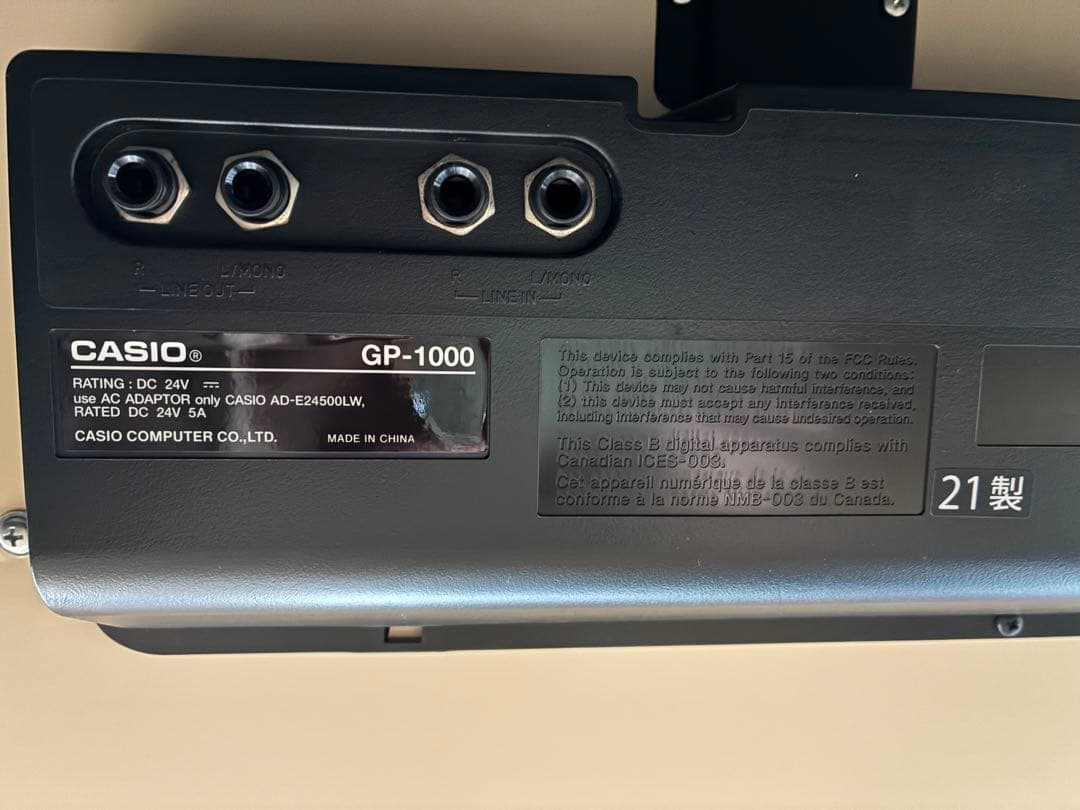 R L/MONO R L/MONO
LINE OUT LINE IN
CASIO® GP-1000
RATING : DC 24V ⎓
use AC ADAPTOR only CASIO AD-E24500LW,
RATED DC 24V 5A
CASIO COMPUTER CO.,LTD. MADE IN CHINA
This device complies with Part 15 of the FCC Rules.
Operation is subject to the following two conditions:
(1) This device may not cause harmful interference, and
(2) this device must accept any interference received,
including interference that may cause undesired operation.
This Class B digital apparatus complies with
Canadian ICES-003.
Cet appareil numérique de la classe B est
conforme à la norme NMB-003 du Canada.
21製